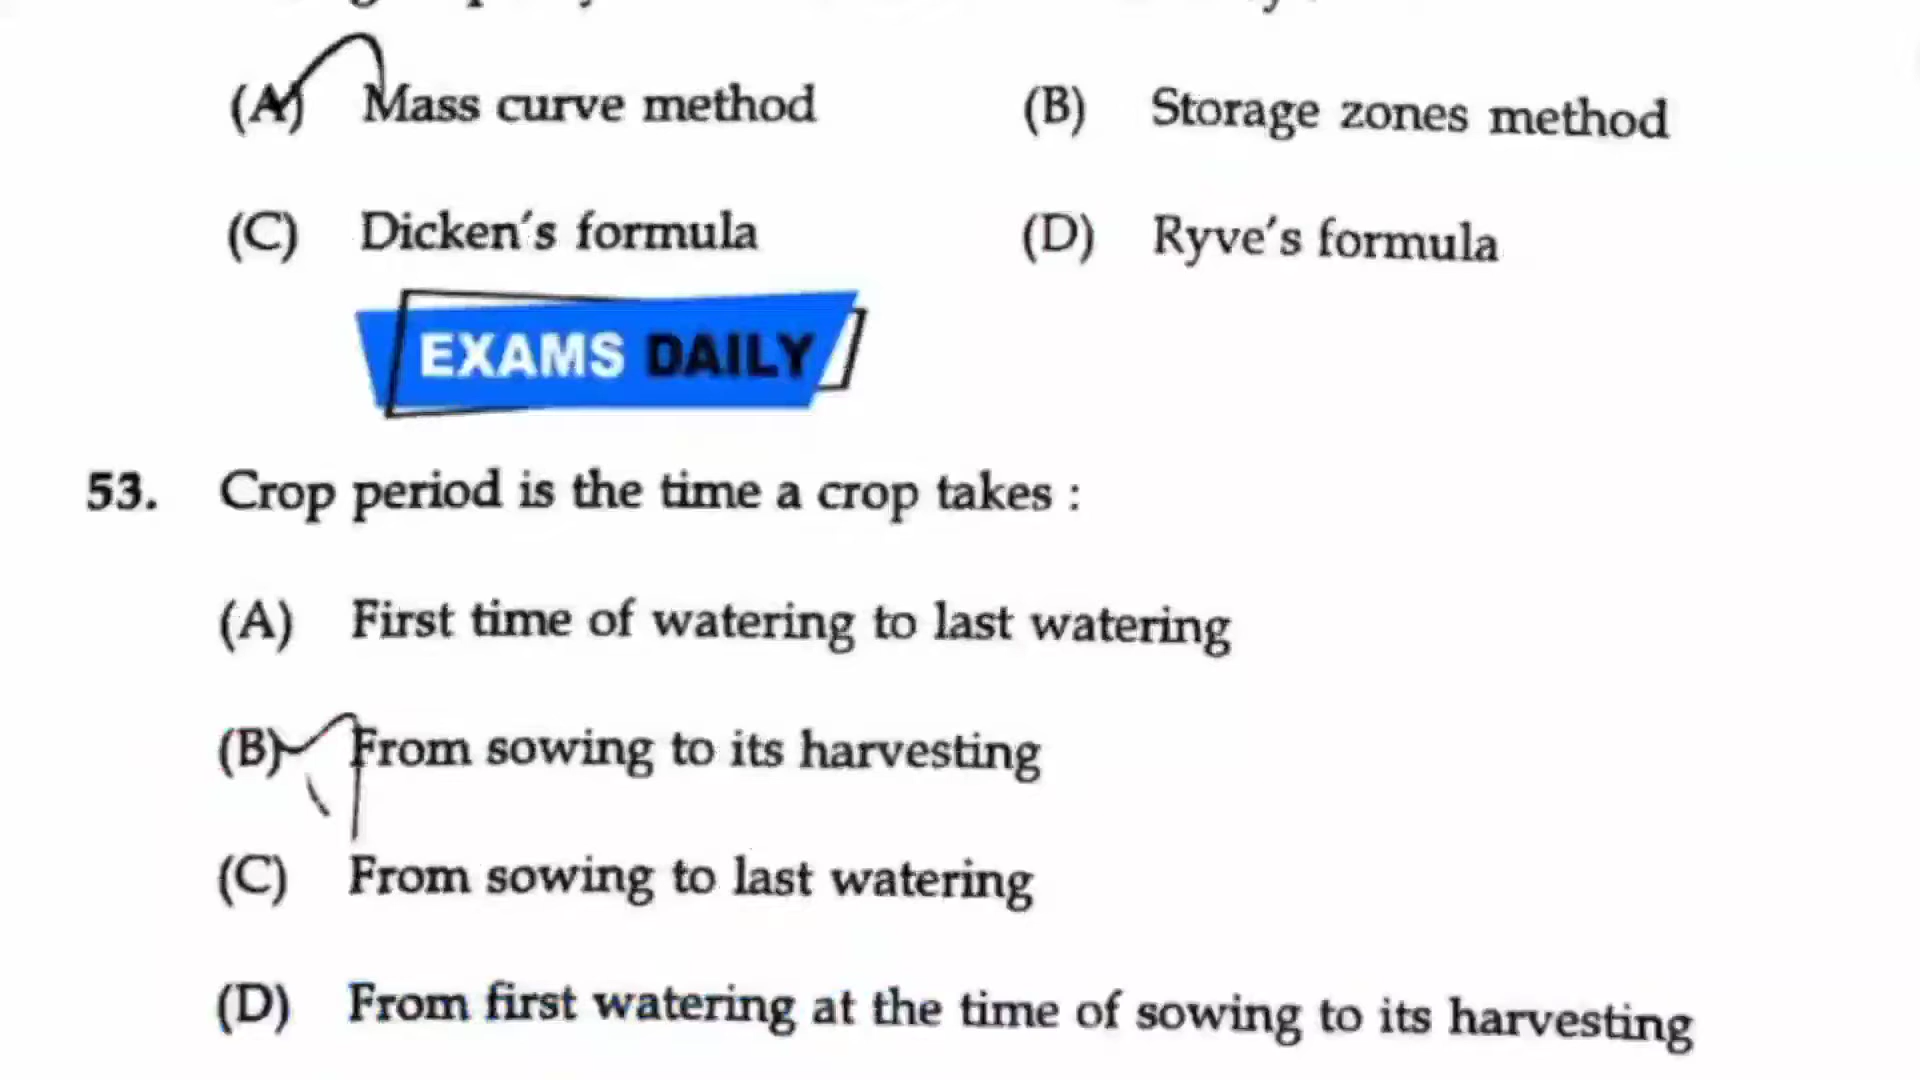 (A) Mass curve method (B) Storage zones method
(C) Dicken's formula (D) Ryve's formula
EXAMS DAILY
53. Crop period is the time a crop takes :
(A) First time of watering to last watering
(B) From sowing to its harvesting
(C) From sowing to last watering
(D) From first watering at the time of sowing to its harvesting